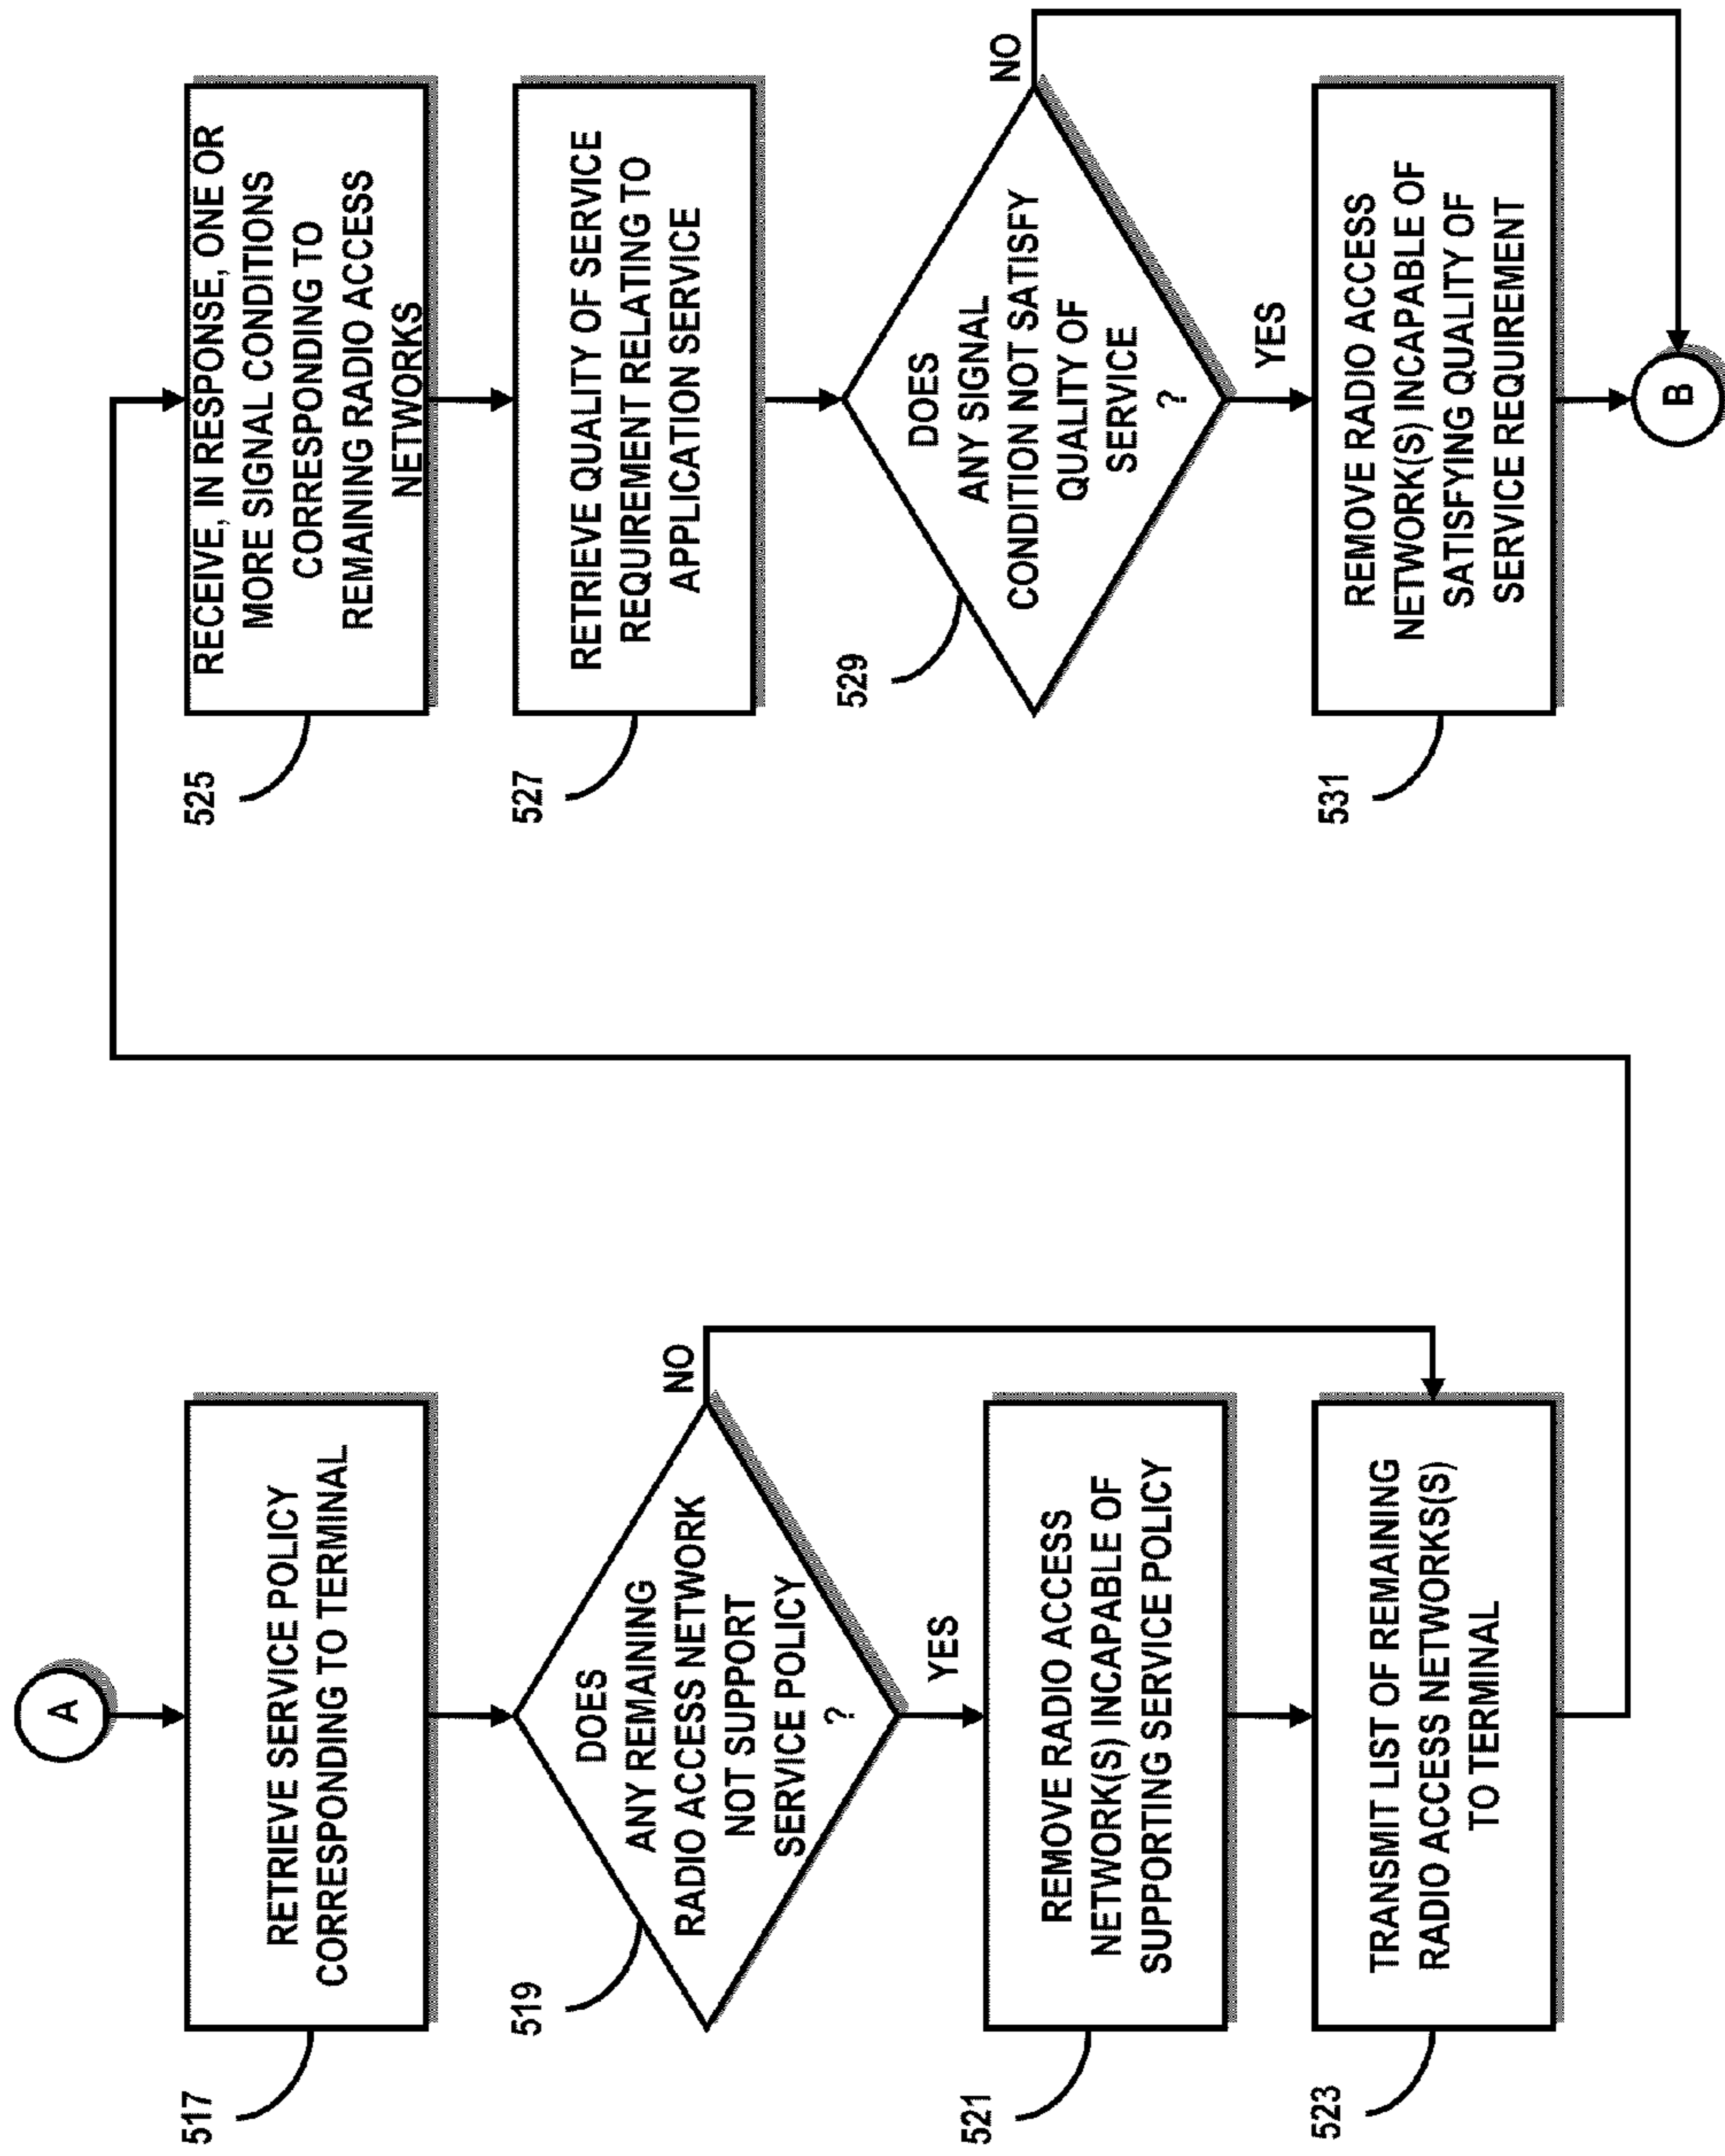 A
517
RETRIEVE SERVICE POLICY
CORRESPONDING TO TERMINAL
519
DOES
ANY REMAINING
RADIO ACCESS NETWORK
NOT SUPPORT
SERVICE POLICY
?
NO
YES
521
REMOVE RADIO ACCESS
NETWORK(S) INCAPABLE OF
SUPPORTING SERVICE POLICY
523
TRANSMIT LIST OF REMAINING
RADIO ACCESS NETWORKS(S)
TO TERMINAL
525
RECEIVE, IN RESPONSE, ONE OR
MORE SIGNAL CONDITIONS
CORRESPONDING TO
REMAINING RADIO ACCESS
NETWORKS
527
RETRIEVE QUALITY OF SERVICE
REQUIREMENT RELATING TO
APPLICATION SERVICE
529
DOES
ANY SIGNAL
CONDITION NOT SATISFY
QUALITY OF
SERVICE
?
NO
YES
531
REMOVE RADIO ACCESS
NETWORK(S) INCAPABLE OF
SATISFYING QUALITY OF
SERVICE REQUIREMENT
B